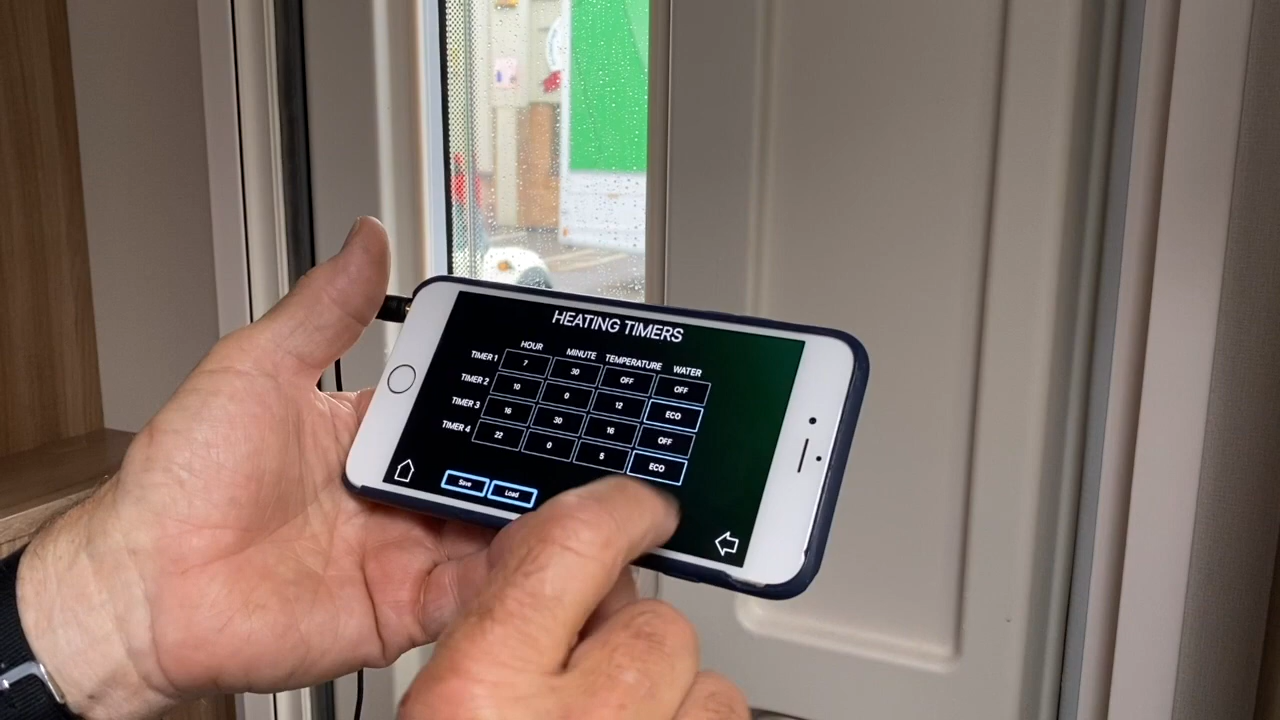 HEATING TIMERS
HOUR MINUTE TEMPERATURE WATER
TIMER 1 7 30 OFF OFF
TIMER 2 10 0 12 ECO
TIMER 3 16 30 16 OFF
TIMER 4 22 0 5 ECO
Save Load